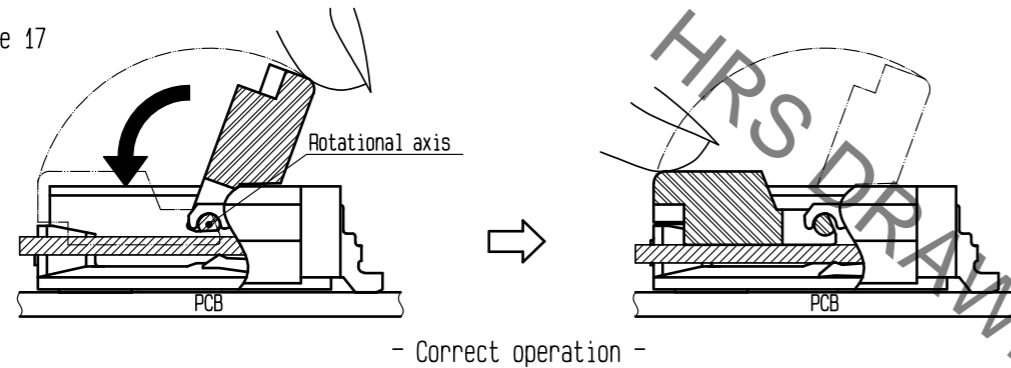 e 17
Rotational axis
PCB
PCB
- Correct operation -
HRS DRAW